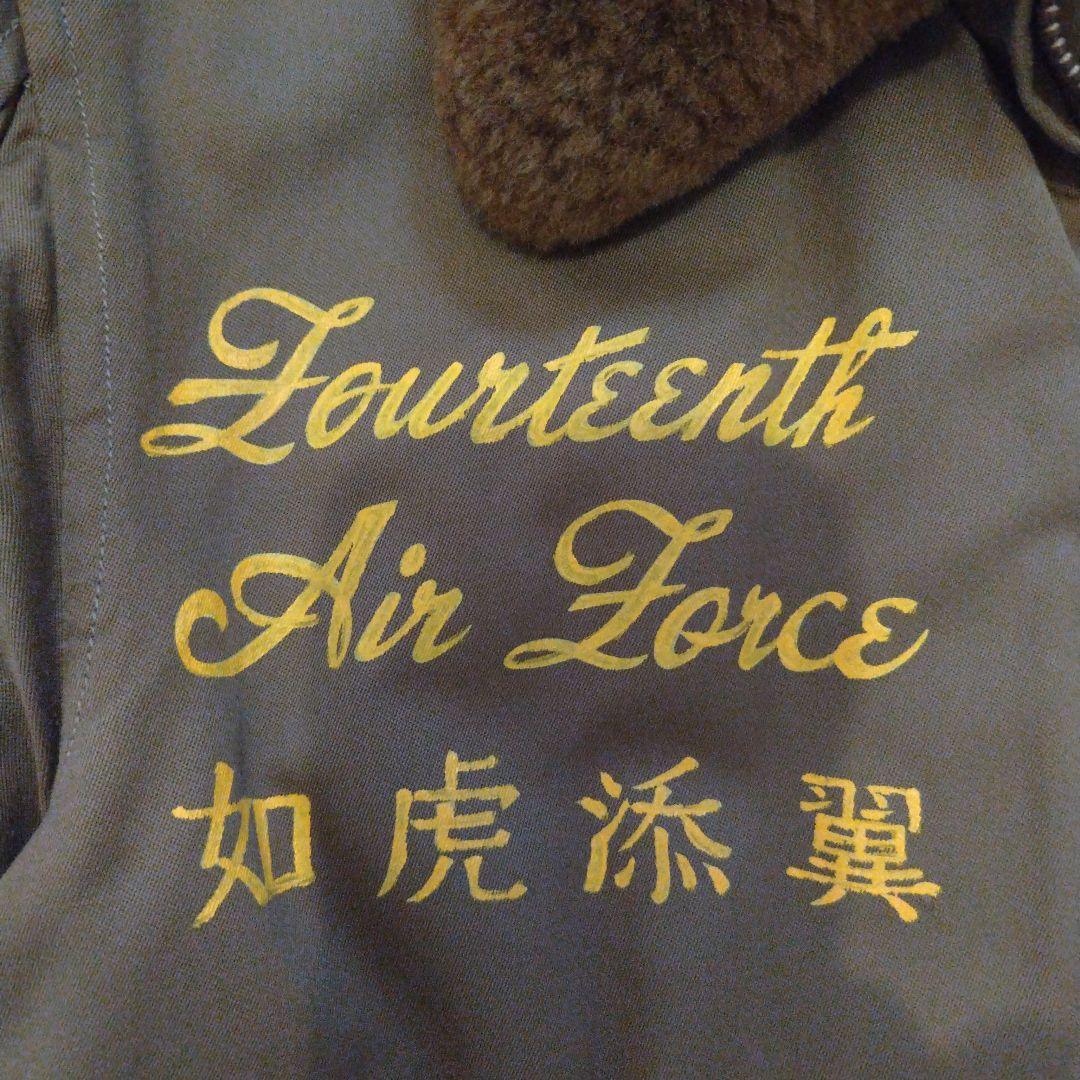 Fourteenth
Air Force
如虎添翼